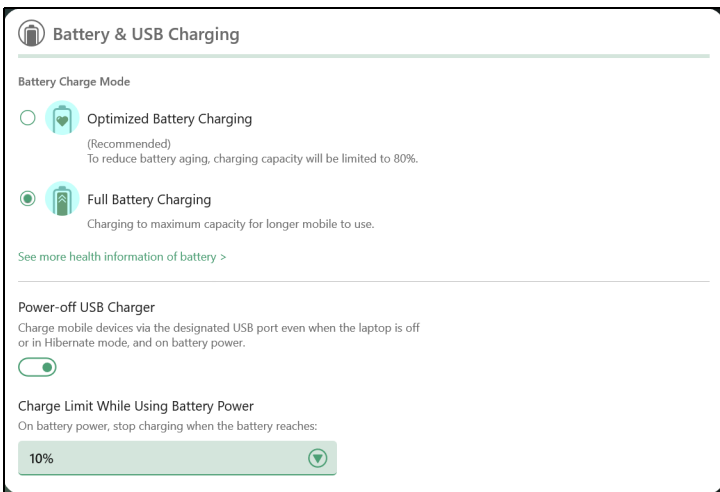 Battery & USB Charging
Battery Charge Mode
Optimized Battery Charging
(Recommended)
To reduce battery aging, charging capacity will be limited to 80%.
Full Battery Charging
Charging to maximum capacity for longer mobile to use.
See more health information of battery >
Power-off USB Charger
Charge mobile devices via the designated USB port even when the laptop is off
or in Hibernate mode, and on battery power.
Charge Limit While Using Battery Power
On battery power, stop charging when the battery reaches:
10%